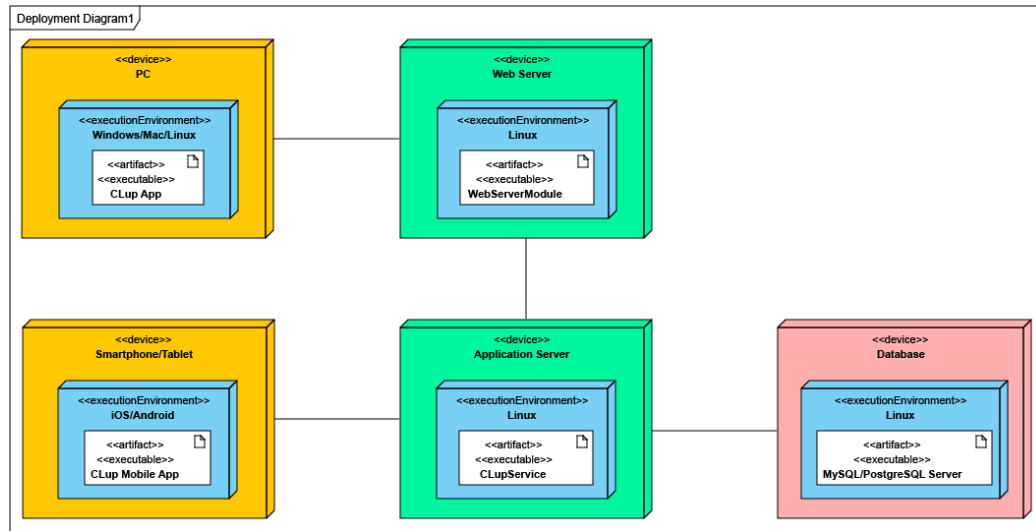 Deployment Diagram1
<<device>>
PC
<<executionEnvironment>>
Windows/Mac/Linux
<<artifact>>
<<executable>>
CLup App
<<device>>
Web Server
<<executionEnvironment>>
Linux
<<artifact>>
<<executable>>
WebServerModule
<<device>>
Smartphone/Tablet
<<executionEnvironment>>
iOS/Android
<<artifact>>
<<executable>>
CLup Mobile App
<<device>>
Application Server
<<executionEnvironment>>
Linux
<<artifact>>
<<executable>>
CLupService
<<device>>
Database
<<executionEnvironment>>
Linux
<<artifact>>
<<executable>>
MySQL/PostgreSQL Server